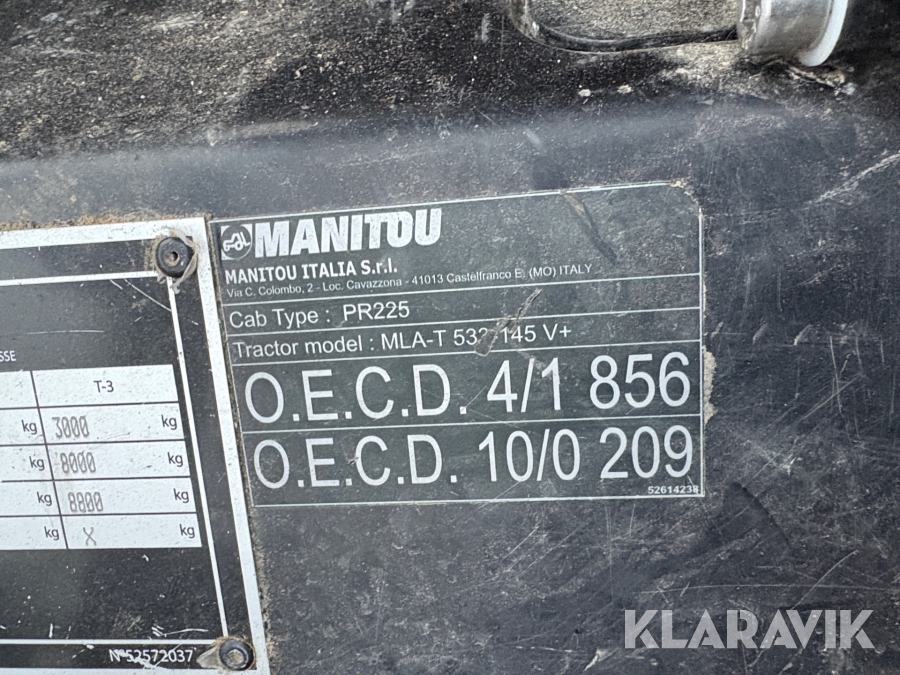 MANITOU
MANITOU ITALIA S.r.l.
Via C. Colombo, 2 - Loc. Cavazzona - 41013 Castelfranco E. (MO) ITALY
Cab Type : PR225
Tractor model : MLA-T 145 V+
O.E.C.D. 4/1 856
O.E.C.D. 10/0 209
SSE
T-3
kg 3000 kg
kg 8000 kg
kg 8800 kg
kg X kg
N°52572037
KLARAVIK